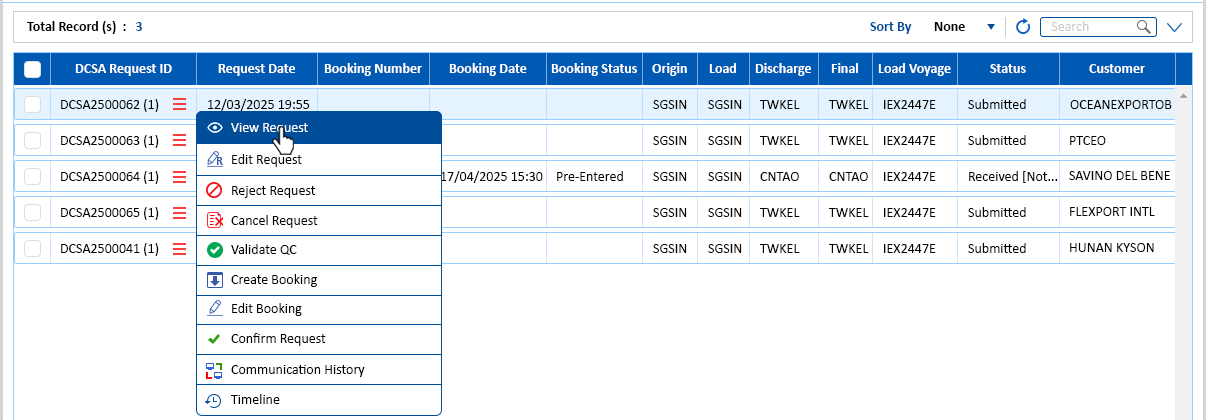 Total Record (s) : 3 Sort By None Search
DCSA Request ID Request Date Booking Number Booking Date Booking Status Origin Load Discharge Final Load Voyage Status Customer
DCSA2500062 (1) 12/03/2025 19:55 SGSIN SGSIN TWKEL TWKEL IEX2447E Submitted OCEANEXPORTOB
View Request
DCSA2500063 (1) SGSIN SGSIN TWKEL TWKEL IEX2447E Submitted PTCEO
Edit Request
DCSA2500064 (1) 17/04/2025 15:30 Pre-Entered SGSIN SGSIN CNTAO CNTAO IEX2447E Received [Not... SAVINO DEL BENE
Reject Request
DCSA2500065 (1) SGSIN SGSIN TWKEL TWKEL IEX2447E Submitted FLEXPORT INTL
Cancel Request
DCSA2500041 (1) SGSIN SGSIN TWKEL TWKEL IEX2447E Submitted HUNAN KYSON
Validate QC
Create Booking
Edit Booking
Confirm Request
Communication History
Timeline